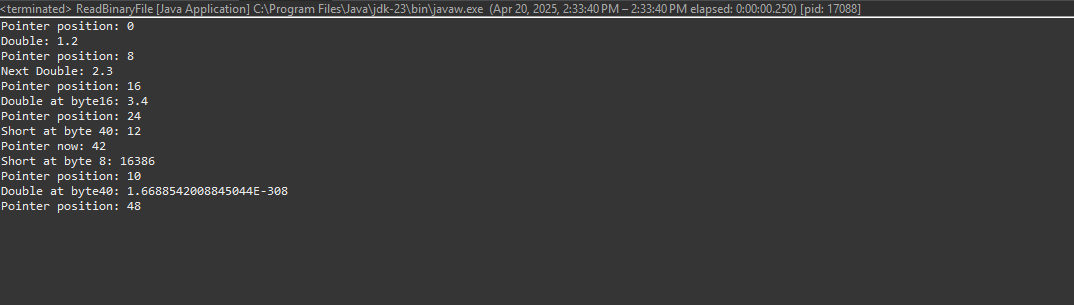 <terminated> ReadBinaryFile [Java Application] C:\Program Files\Java\jdk-23\bin\javaw.exe (Apr 20, 2025, 2:33:40 PM – 2:33:40 PM elapsed: 0:00:00.250) [pid: 17088]
Pointer position: 0
Double: 1.2
Pointer position: 8
Next Double: 2.3
Pointer position: 16
Double at byte16: 3.4
Pointer position: 24
Short at byte 40: 12
Pointer now: 42
Short at byte 8: 16386
Pointer position: 10
Double at byte40: 1.6688542008845044E-308
Pointer position: 48